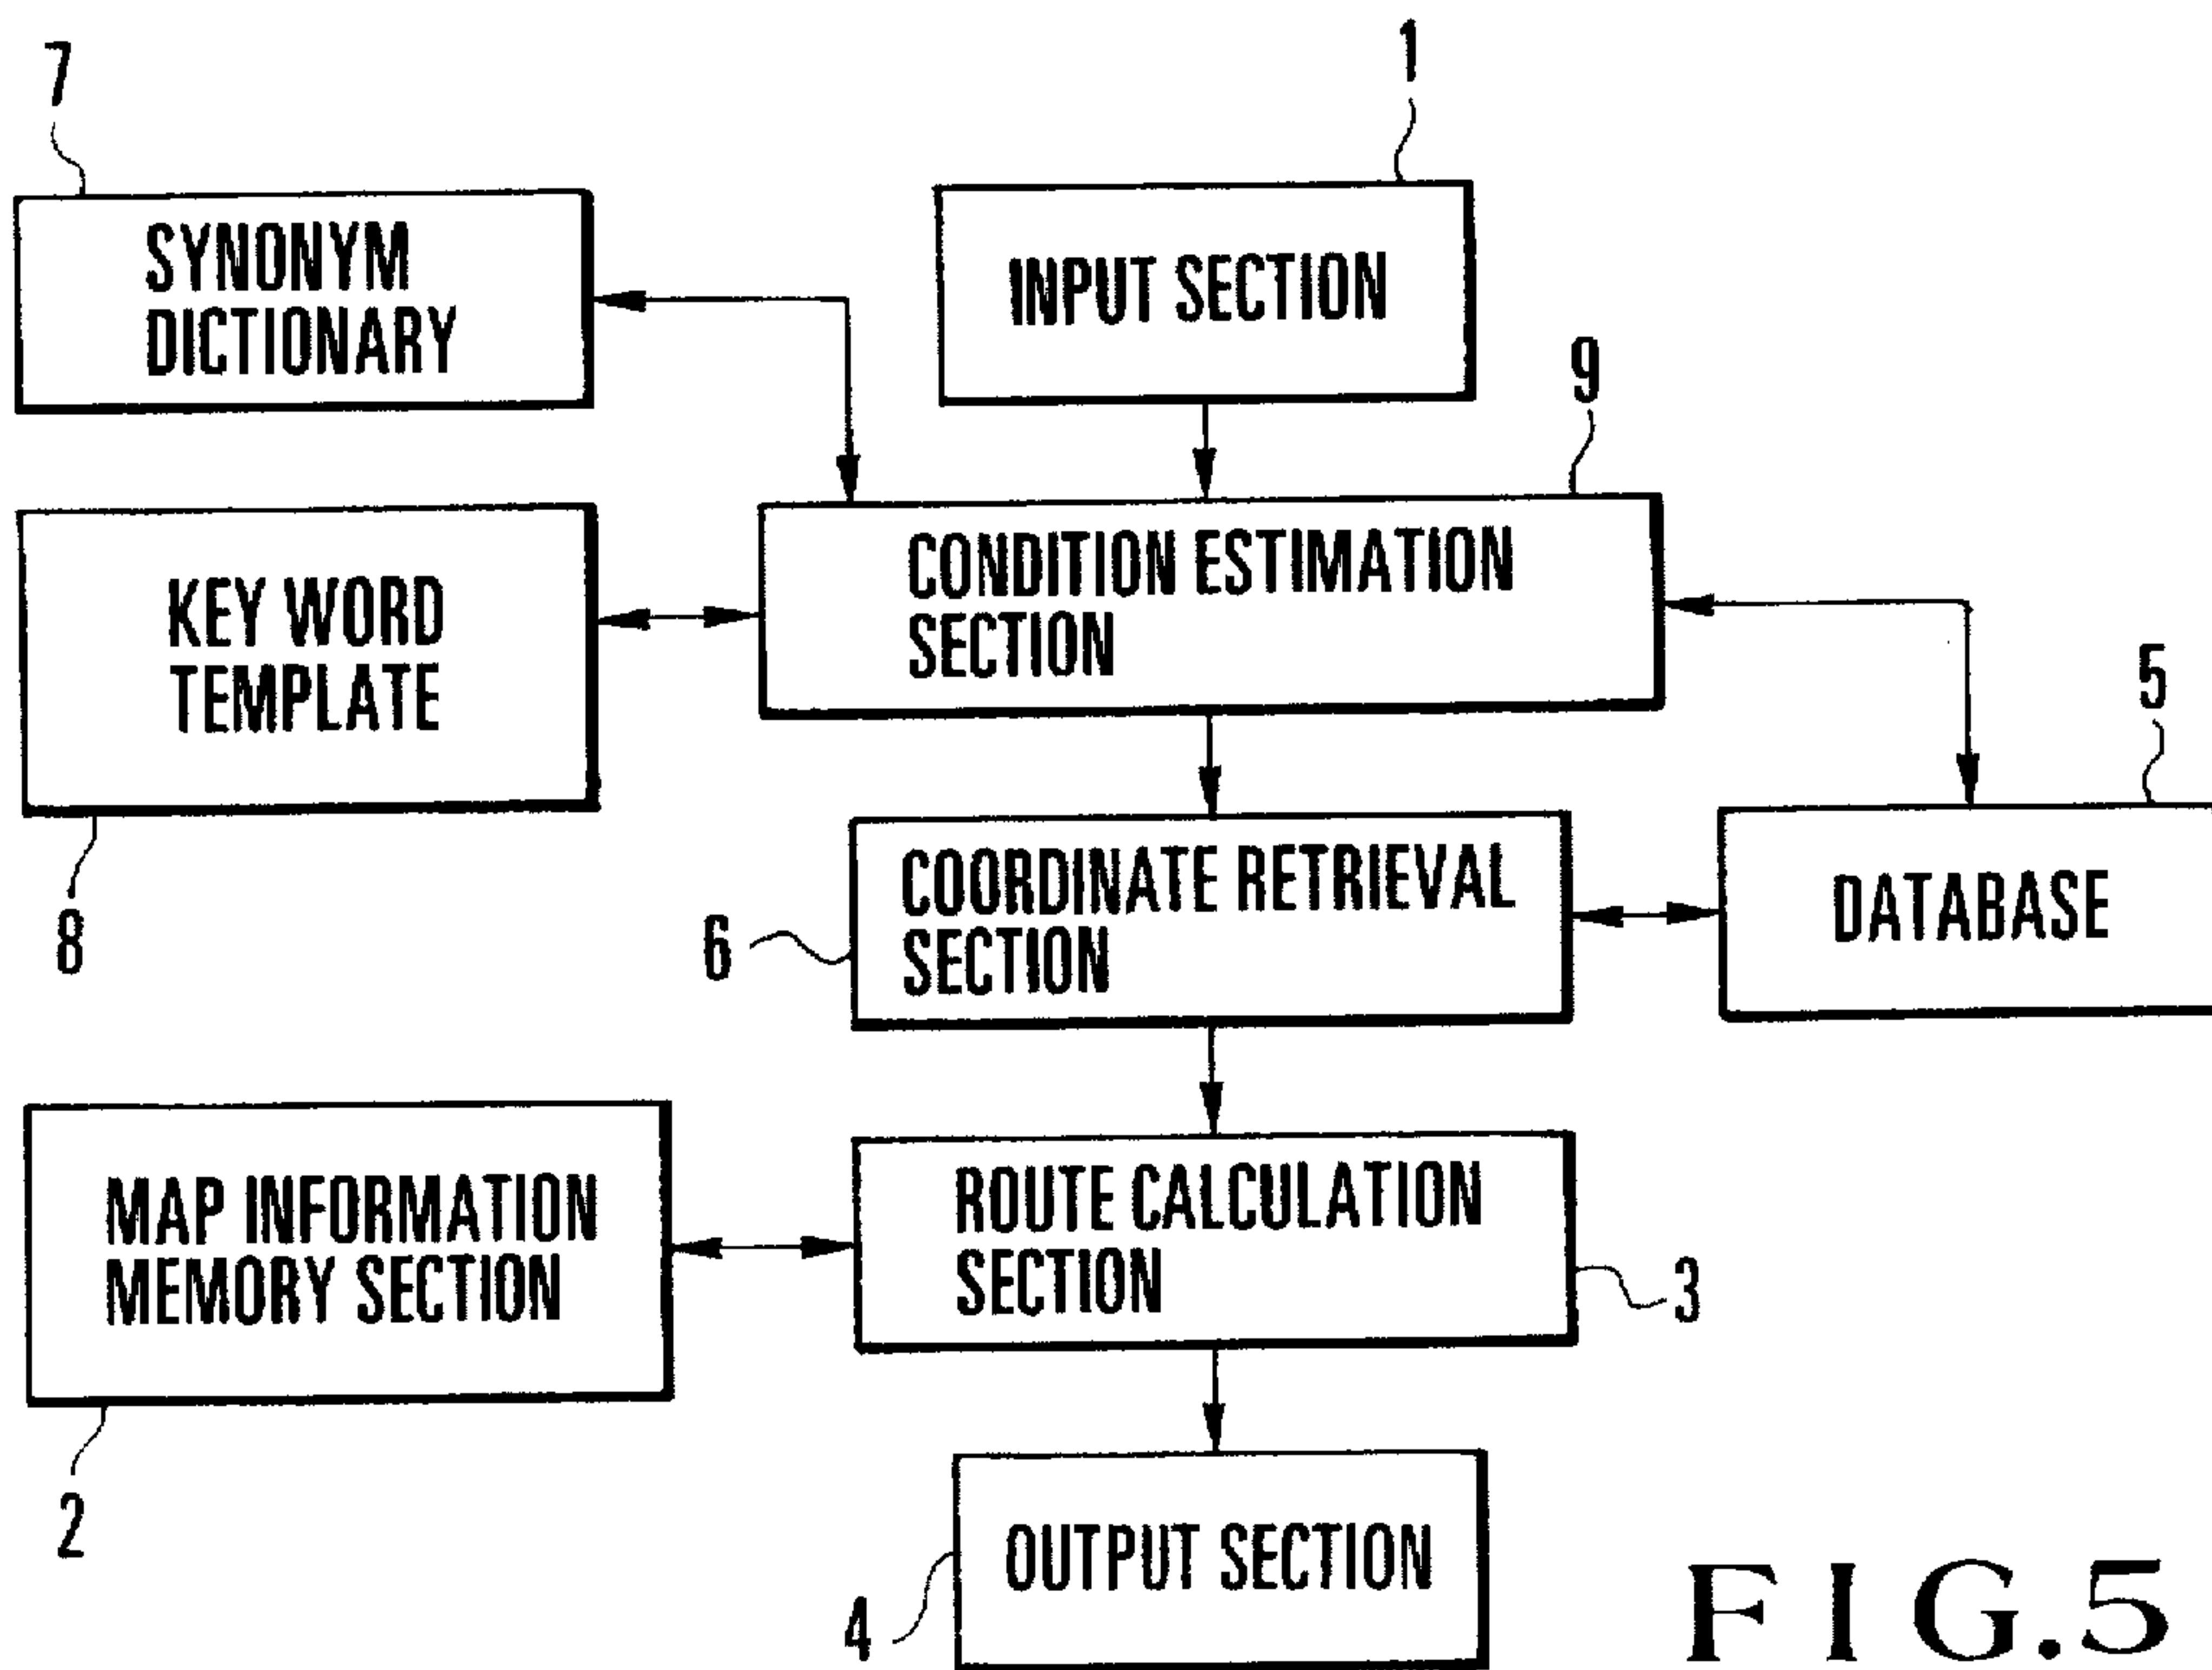 7
1
SYNONYM
DICTIONARY
INPUT SECTION
9
KEY WORD
TEMPLATE
CONDITION ESTIMATION
SECTION
5
8
6
COORDINATE RETRIEVAL
SECTION
DATABASE
MAP INFORMATION
MEMORY SECTION
ROUTE CALCULATION
SECTION
3
2
OUTPUT SECTION
4
FIG.5